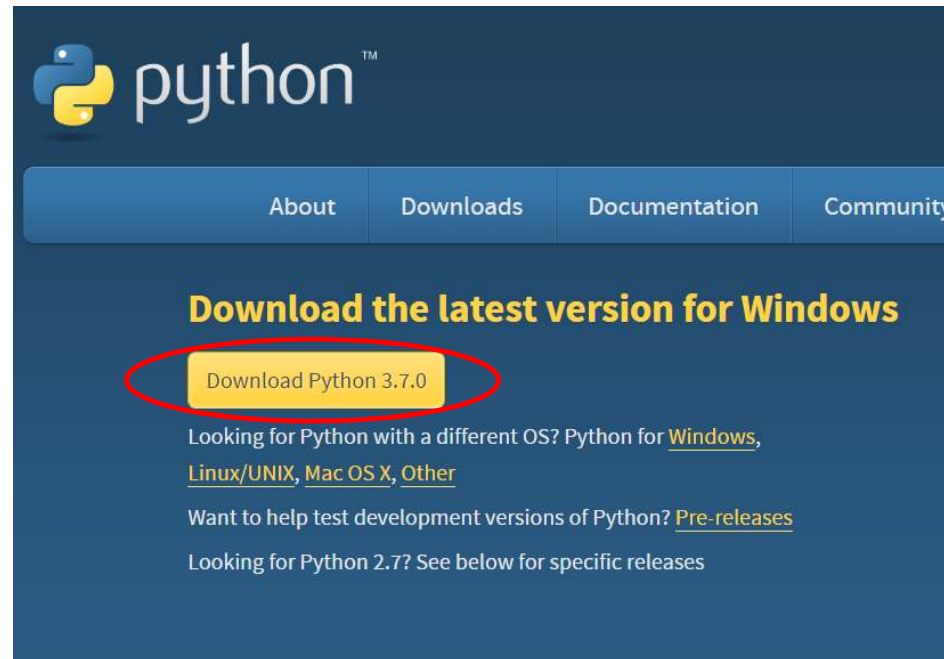 python™
About Downloads Documentation Community
Download the latest version for Windows
Download Python 3.7.0
Looking for Python with a different OS? Python for Windows,
Linux/UNIX, Mac OS X, Other
Want to help test development versions of Python? Pre-releases
Looking for Python 2.7? See below for specific releases